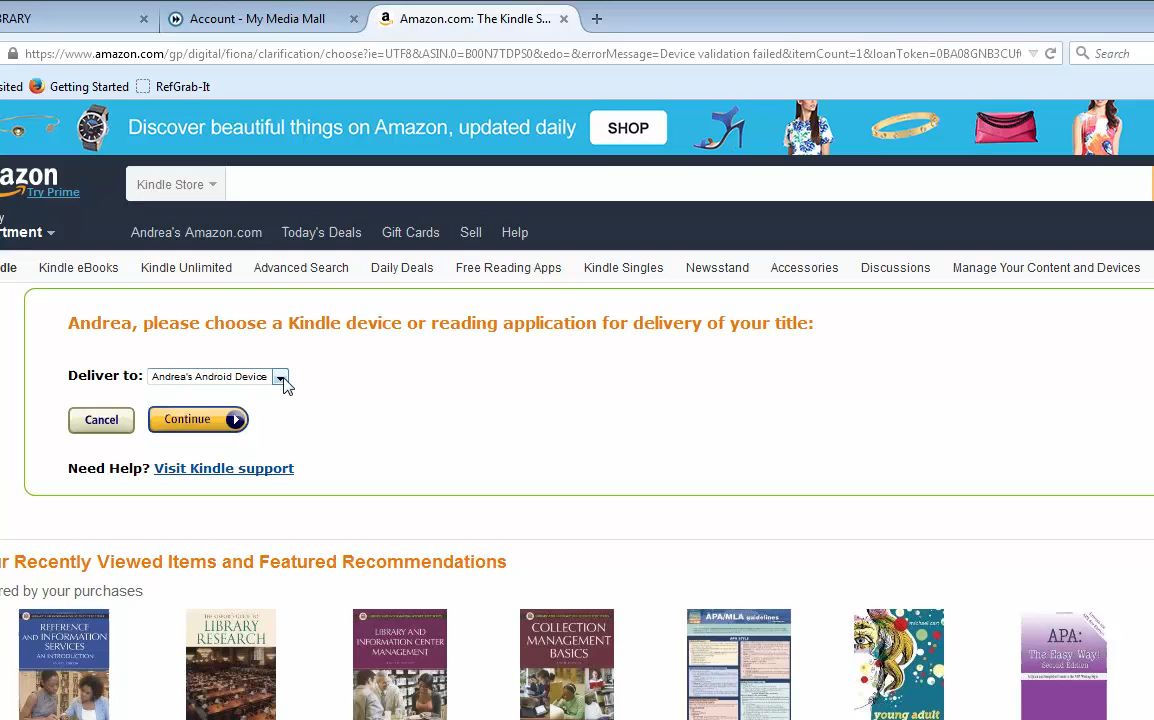 BRARY
Account - My Media Mall
Amazon.com: The Kindle S...
https://www.amazon.com/gp/digital/fiona/clarification/choose?ie=UTF8&ASIN.0=B00N7TDPS0&edo=&errorMessage=Device validation failed&itemCount=1&loanToken=0BA08GNB3CUf
Search
sited
Getting Started
RefGrab-It
Discover beautiful things on Amazon, updated daily
SHOP
azon
Try Prime
Kindle Store
y
rtment
Andrea's Amazon.com
Today's Deals
Gift Cards
Sell
Help
dle
Kindle eBooks
Kindle Unlimited
Advanced Search
Daily Deals
Free Reading Apps
Kindle Singles
Newsstand
Accessories
Discussions
Manage Your Content and Devices
Andrea, please choose a Kindle device or reading application for delivery of your title:
Deliver to: Andrea's Android Device
Cancel
Continue
Need Help? Visit Kindle support
r Recently Viewed Items and Featured Recommendations
red by your purchases
REFERENCE
AND INFORMATION
SERVICES
AN INTRODUCTION
LIBRARY
RESEARCH
LIBRARY AND
INFORMATION CENTER
MANAGEMENT
COLLECTION
MANAGEMENT
BASICS
APA/MLA guidelines
michael cart
young adult
APA:
The Easy Way!
Second Edition